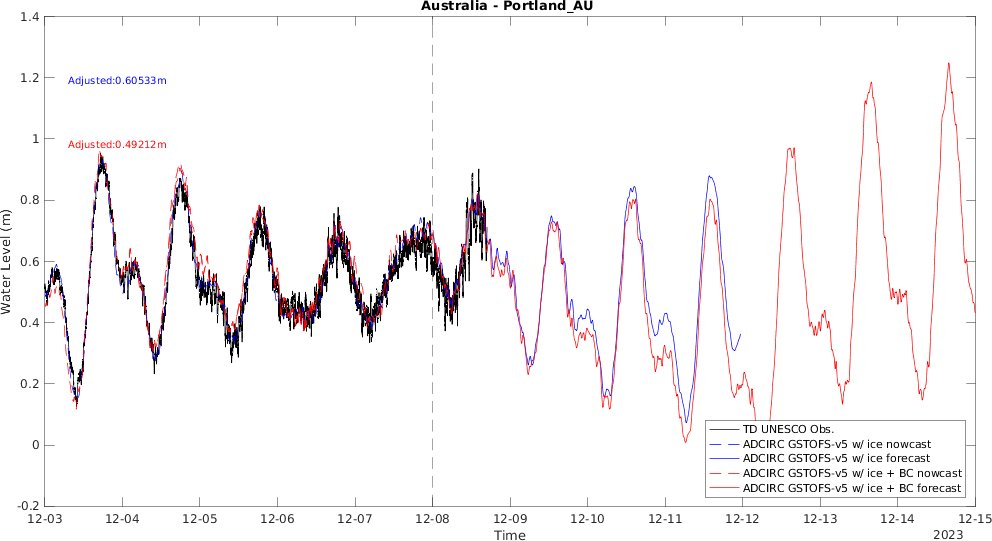 Australia - Portland_AU
1.4
1.2
1
0.8
0.6
0.4
0.2
0
-0.2
Water Level (m)
Adjusted:0.60533m
Adjusted:0.49212m
TD UNESCO Obs.
ADCIRC GSTOFS-v5 w/ ice nowcast
ADCIRC GSTOFS-v5 w/ ice forecast
ADCIRC GSTOFS-v5 w/ ice + BC nowcast
ADCIRC GSTOFS-v5 w/ ice + BC forecast
12-03 12-04 12-05 12-06 12-07 12-08 12-09 12-10 12-11 12-12 12-13 12-14 12-15
Time
2023